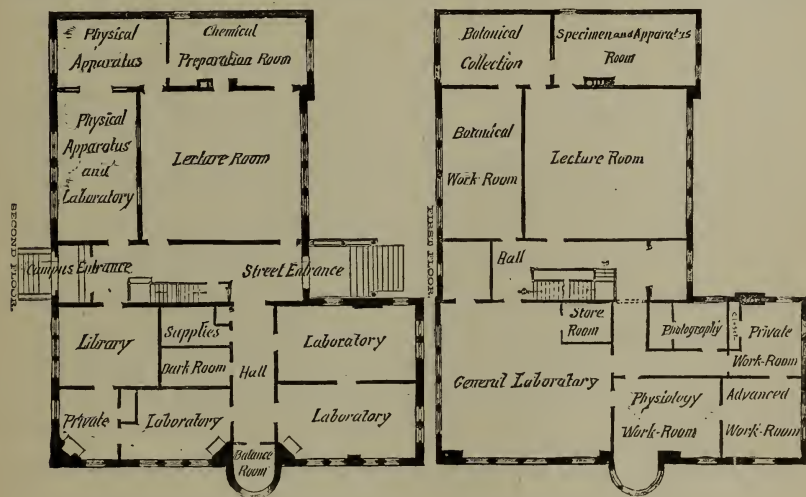 SECOND FLOOR.
Physical
Apparatus
Chemical
Preparation Room
Physical
Apparatus
and
Laboratory
Lecture Room
Campus Entrance
Street Entrance
Library
Supplies
Dark Room
Hall
Laboratory
Private
Laboratory
Laboratory
Balance
Room
FIRST FLOOR.
Botanical
Collection
Specimen and Apparatus
Room
Botanical
Work-Room
Lecture Room
Hall
Store
Room
Photography
Closet
Private
Work-Room
General Laboratory
Physiology
Work-Room
Advanced
Work-Room